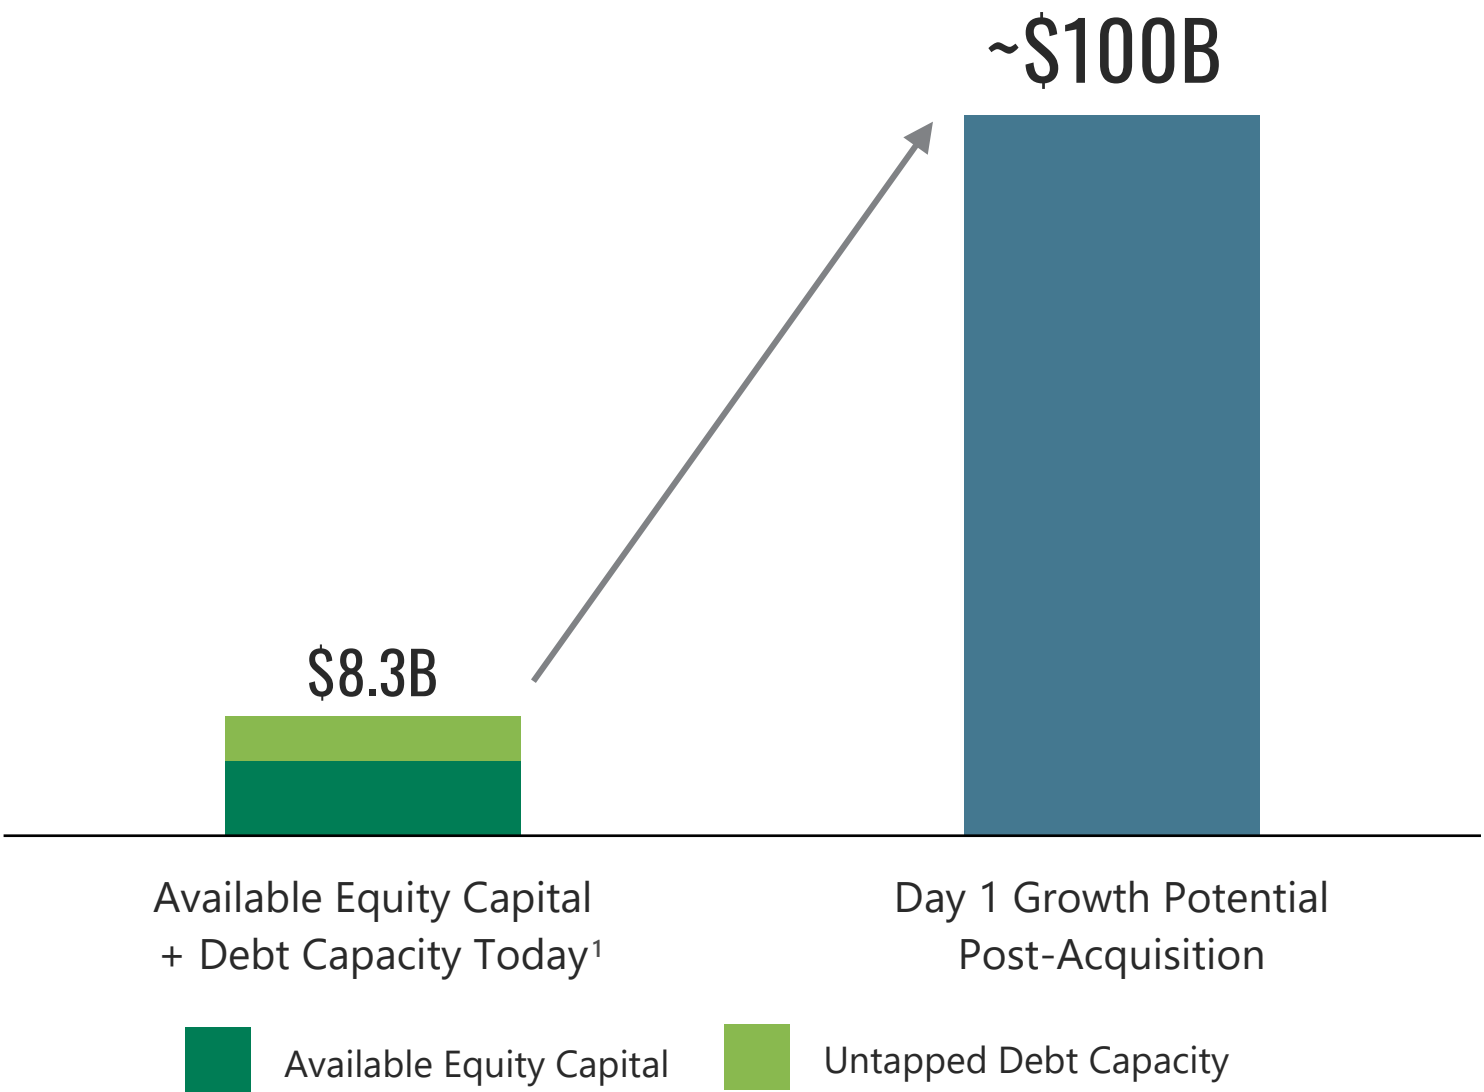 ~$100B
$8.3B
Available Equity Capital
+ Debt Capacity Today¹
Day 1 Growth Potential
Post-Acquisition
Available Equity Capital
Untapped Debt Capacity